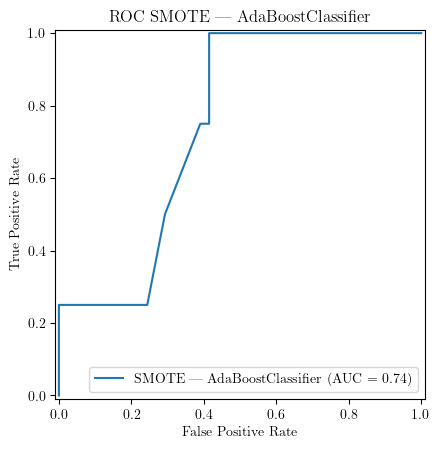 ROC SMOTE — AdaBoostClassifier
1.0
0.8
0.6
0.4
0.2
0.0
True Positive Rate
SMOTE — AdaBoostClassifier (AUC = 0.74)
0.0 0.2 0.4 0.6 0.8 1.0
False Positive Rate